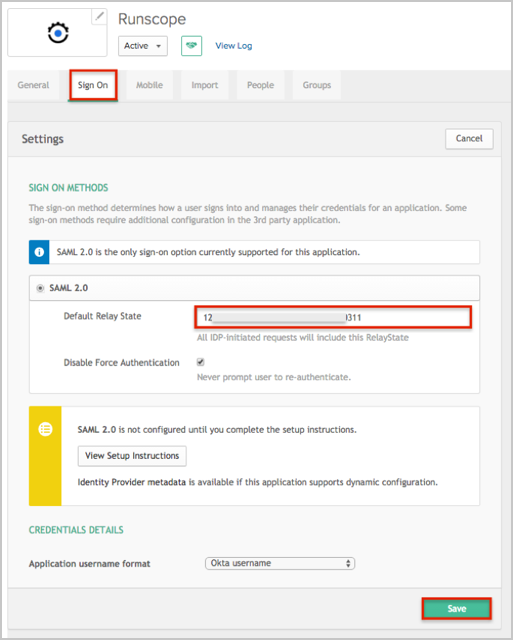 Runscope
Active
View Log
General Sign On Mobile Import People Groups
Settings
Cancel
SIGN ON METHODS
The sign-on method determines how a user signs into and manages their credentials for an application. Some
sign-on methods require additional configuration in the 3rd party application.
SAML 2.0 is the only sign-on option currently supported for this application.
SAML 2.0
Default Relay State
12 0311
All IDP-initiated requests will include this RelayState
Disable Force Authentication
Never prompt user to re-authenticate.
SAML 2.0 is not configured until you complete the setup instructions.
View Setup Instructions
Identity Provider metadata is available if this application supports dynamic configuration.
CREDENTIALS DETAILS
Application username format
Okta username
Save